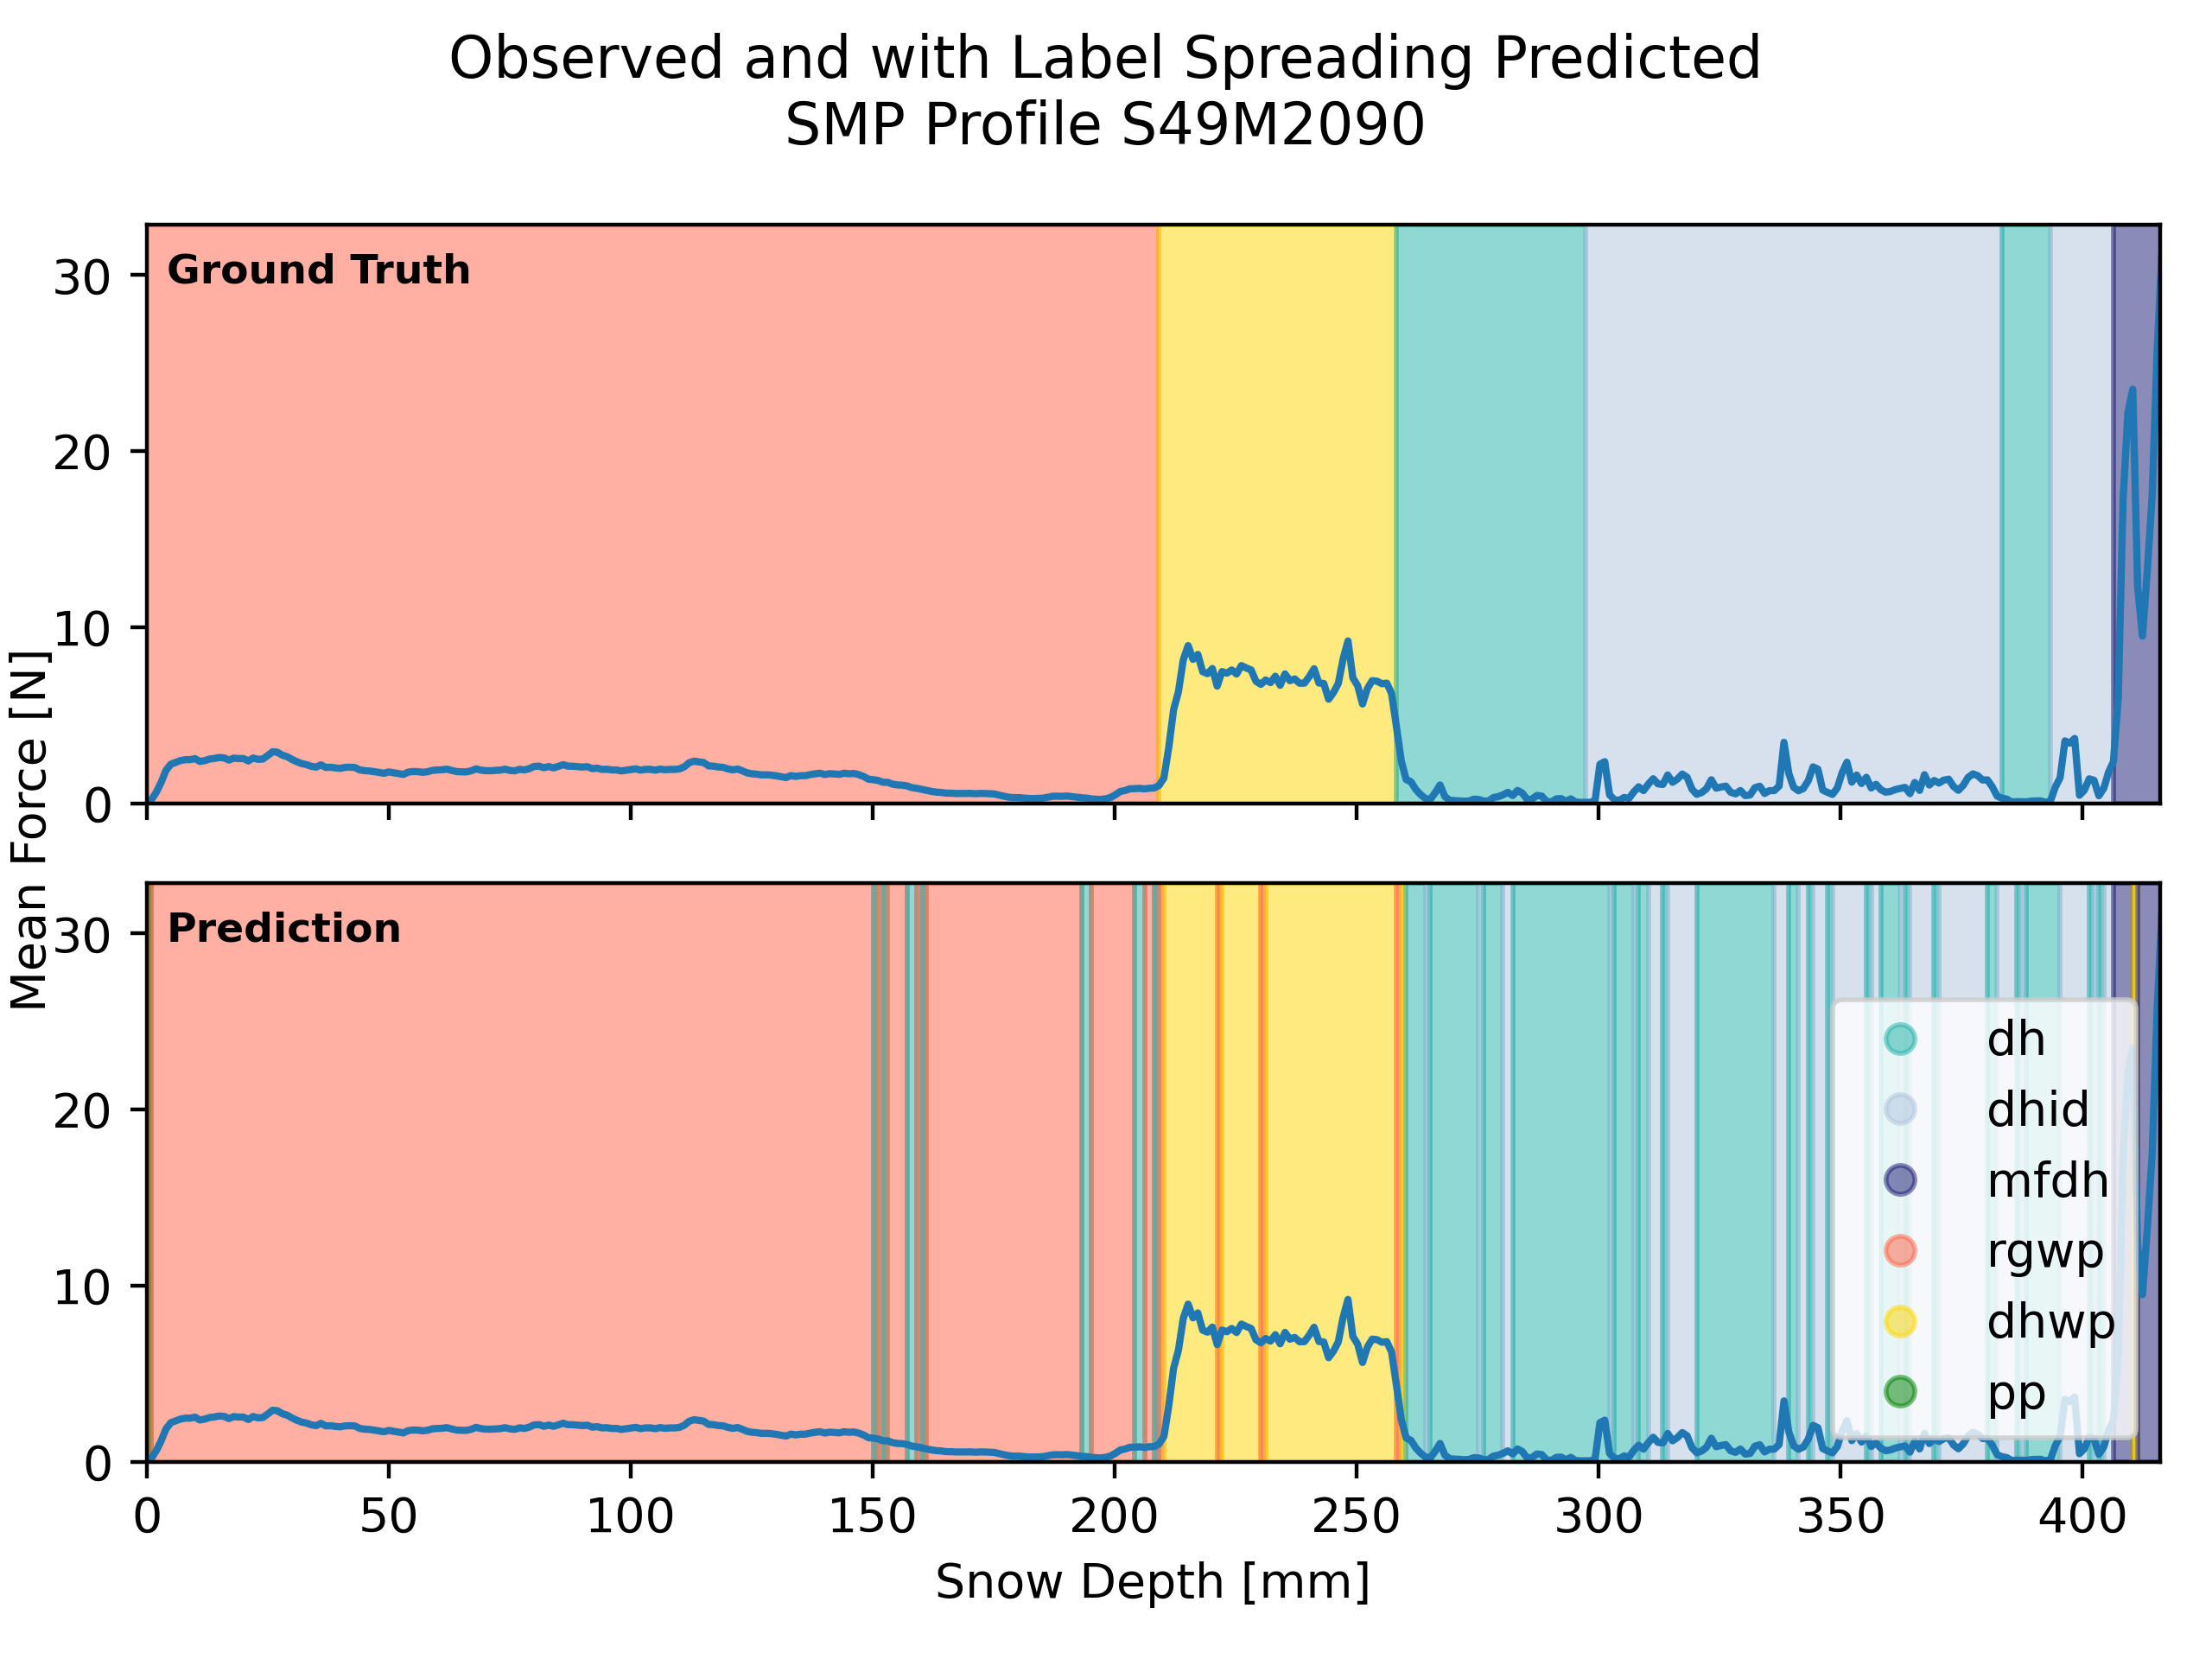 Observed and with Label Spreading Predicted
SMP Profile S49M2090
Mean Force [N]
30
20
10
0
Ground Truth
30
20
10
0
Prediction
dh
dhid
mfdh
rgwp
dhwp
pp
0 50 100 150 200 250 300 350 400
Snow Depth [mm]